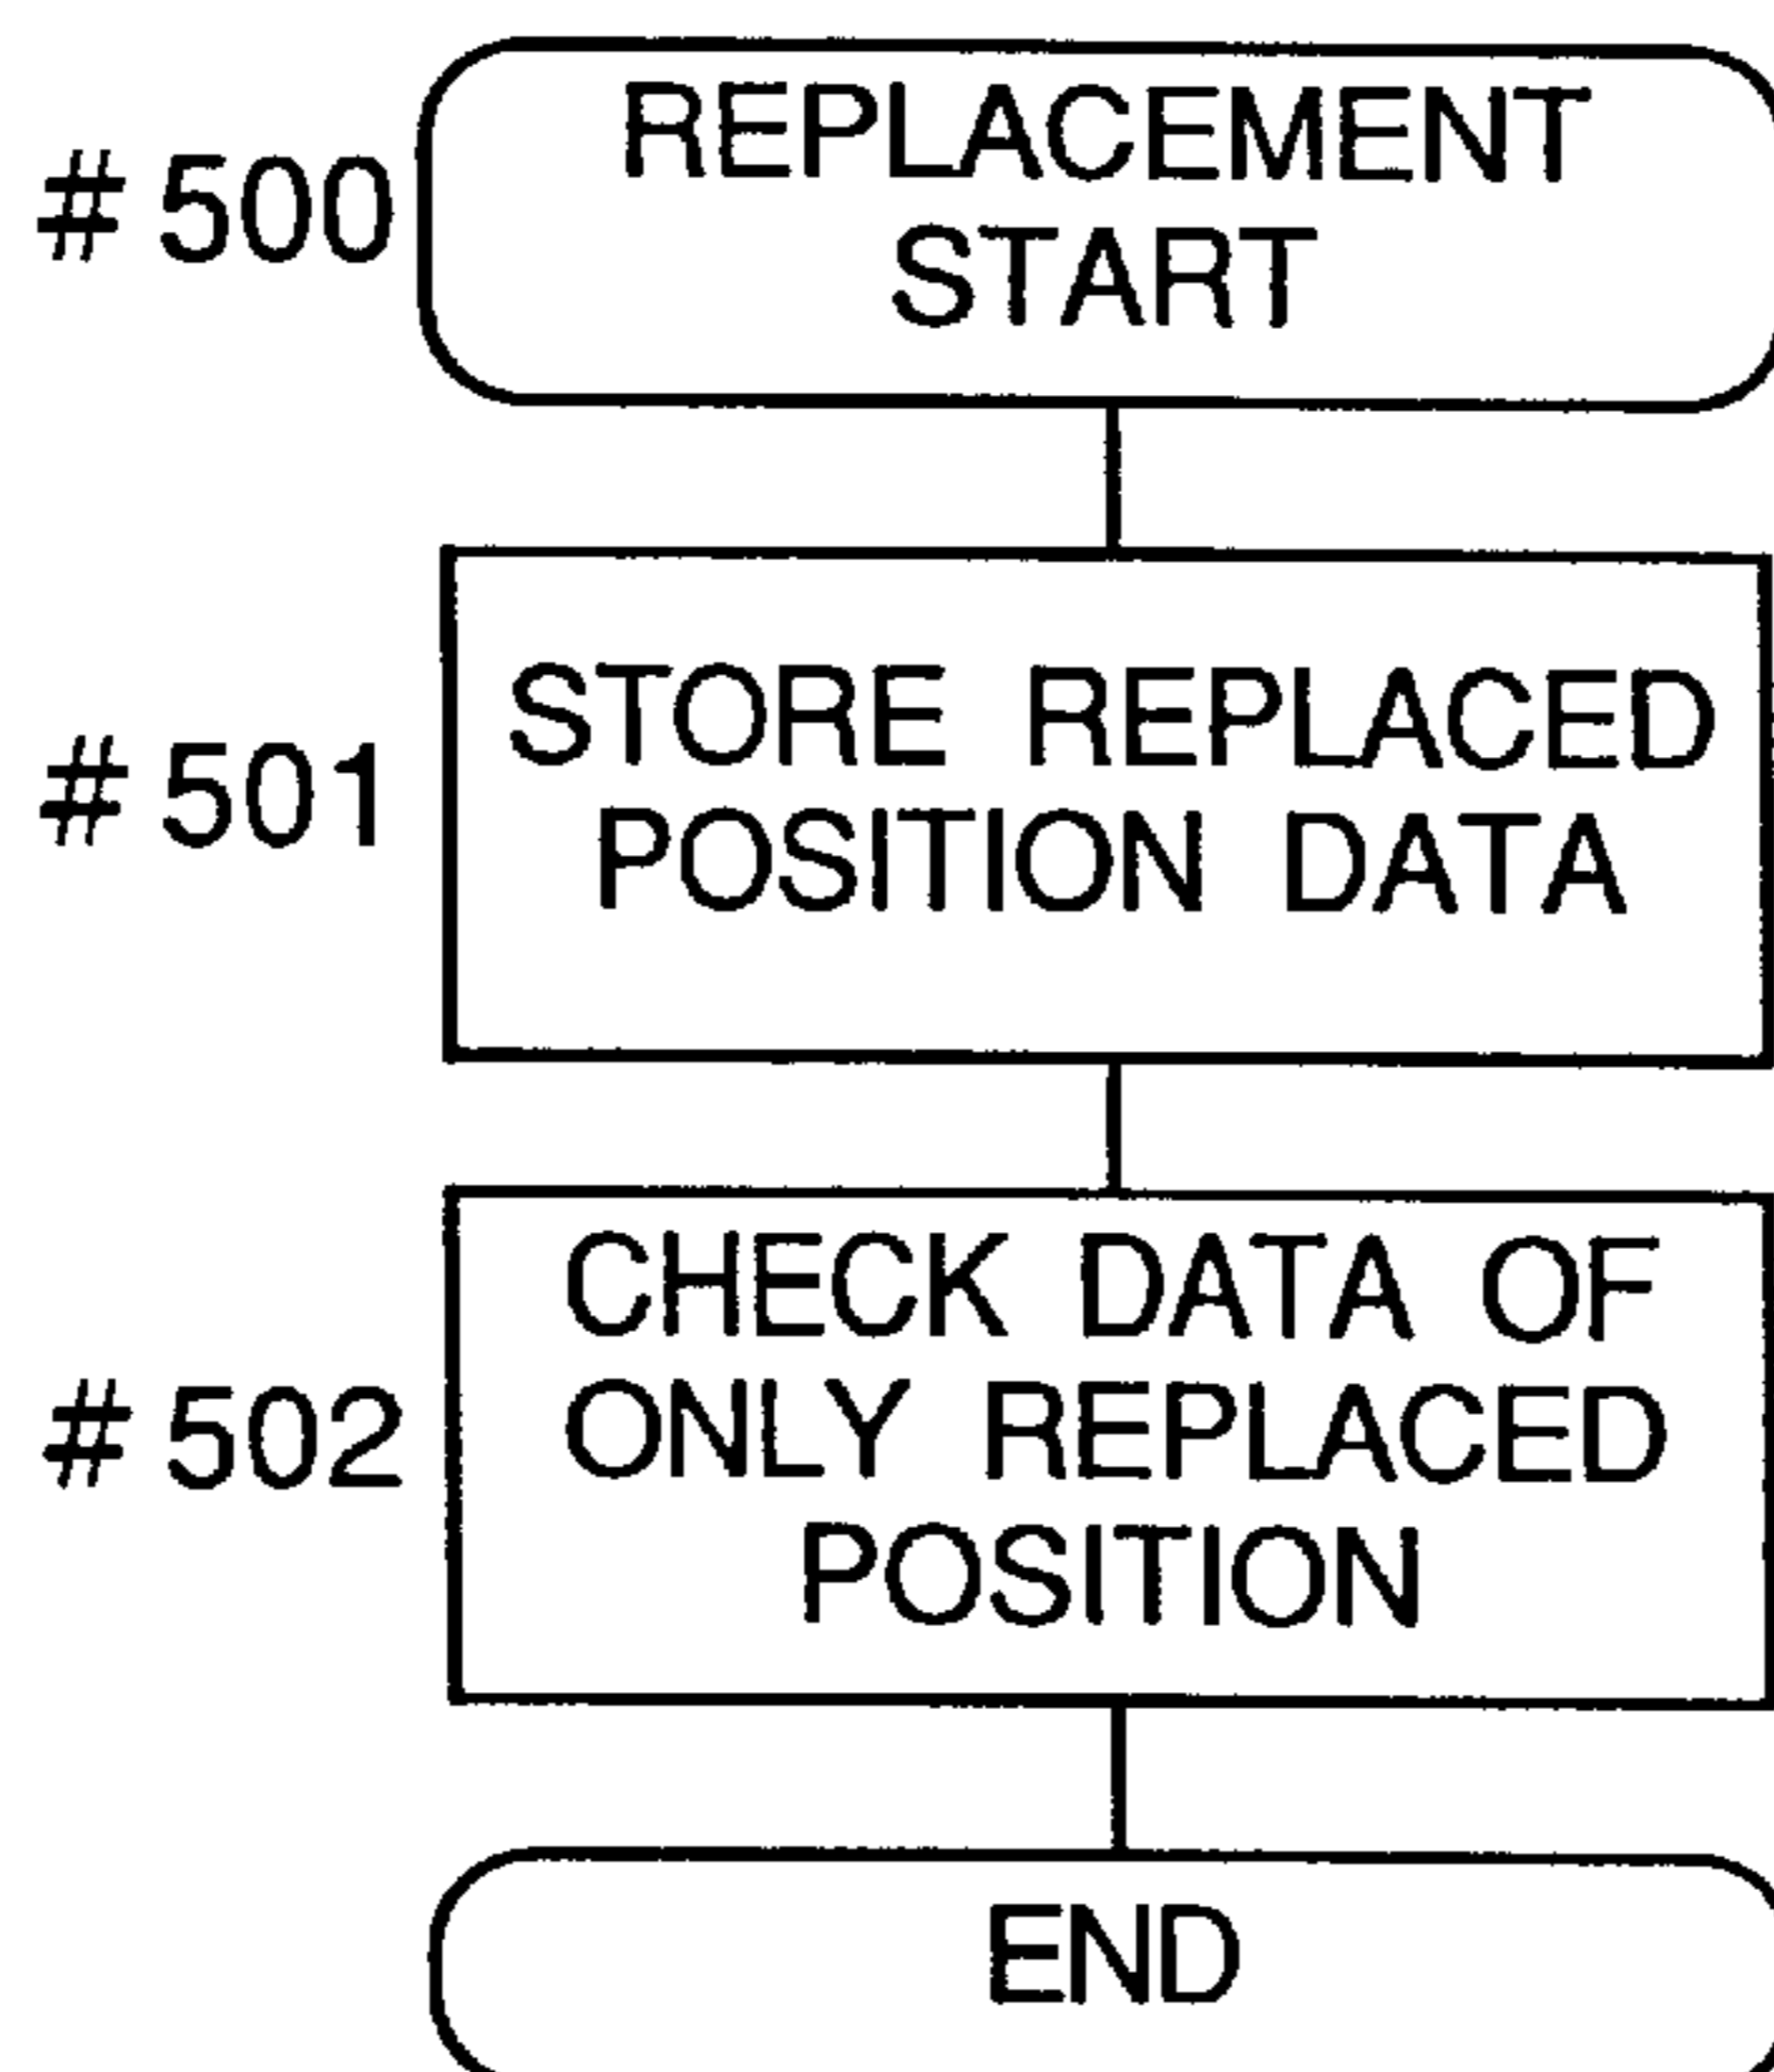 REPLACEMENT
#500
START
STORE REPLACED
#501
POSITION DATA
CHECK DATA OF
#502 ONLY REPLACED
POSITION
END